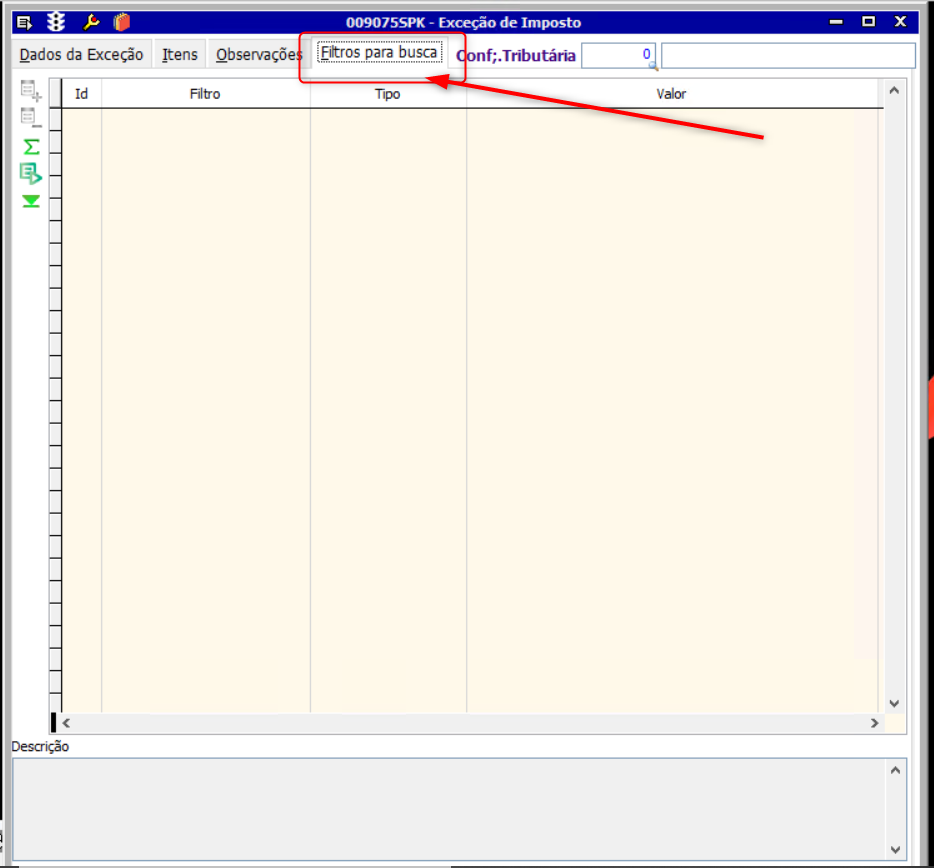 009075SPK - Exceção de Imposto
Dados da Exceção Itens Observações Filtros para busca Conf;.Tributária 0
Id Filtro Tipo Valor
Descrição